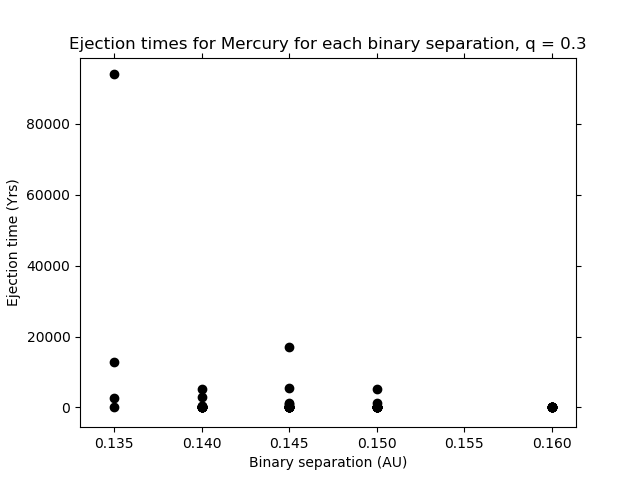 Ejection times for Mercury for each binary separation, q = 0.3
80000
60000
40000
20000
0
Ejection time (Yrs)
0.135 0.140 0.145 0.150 0.155 0.160
Binary separation (AU)